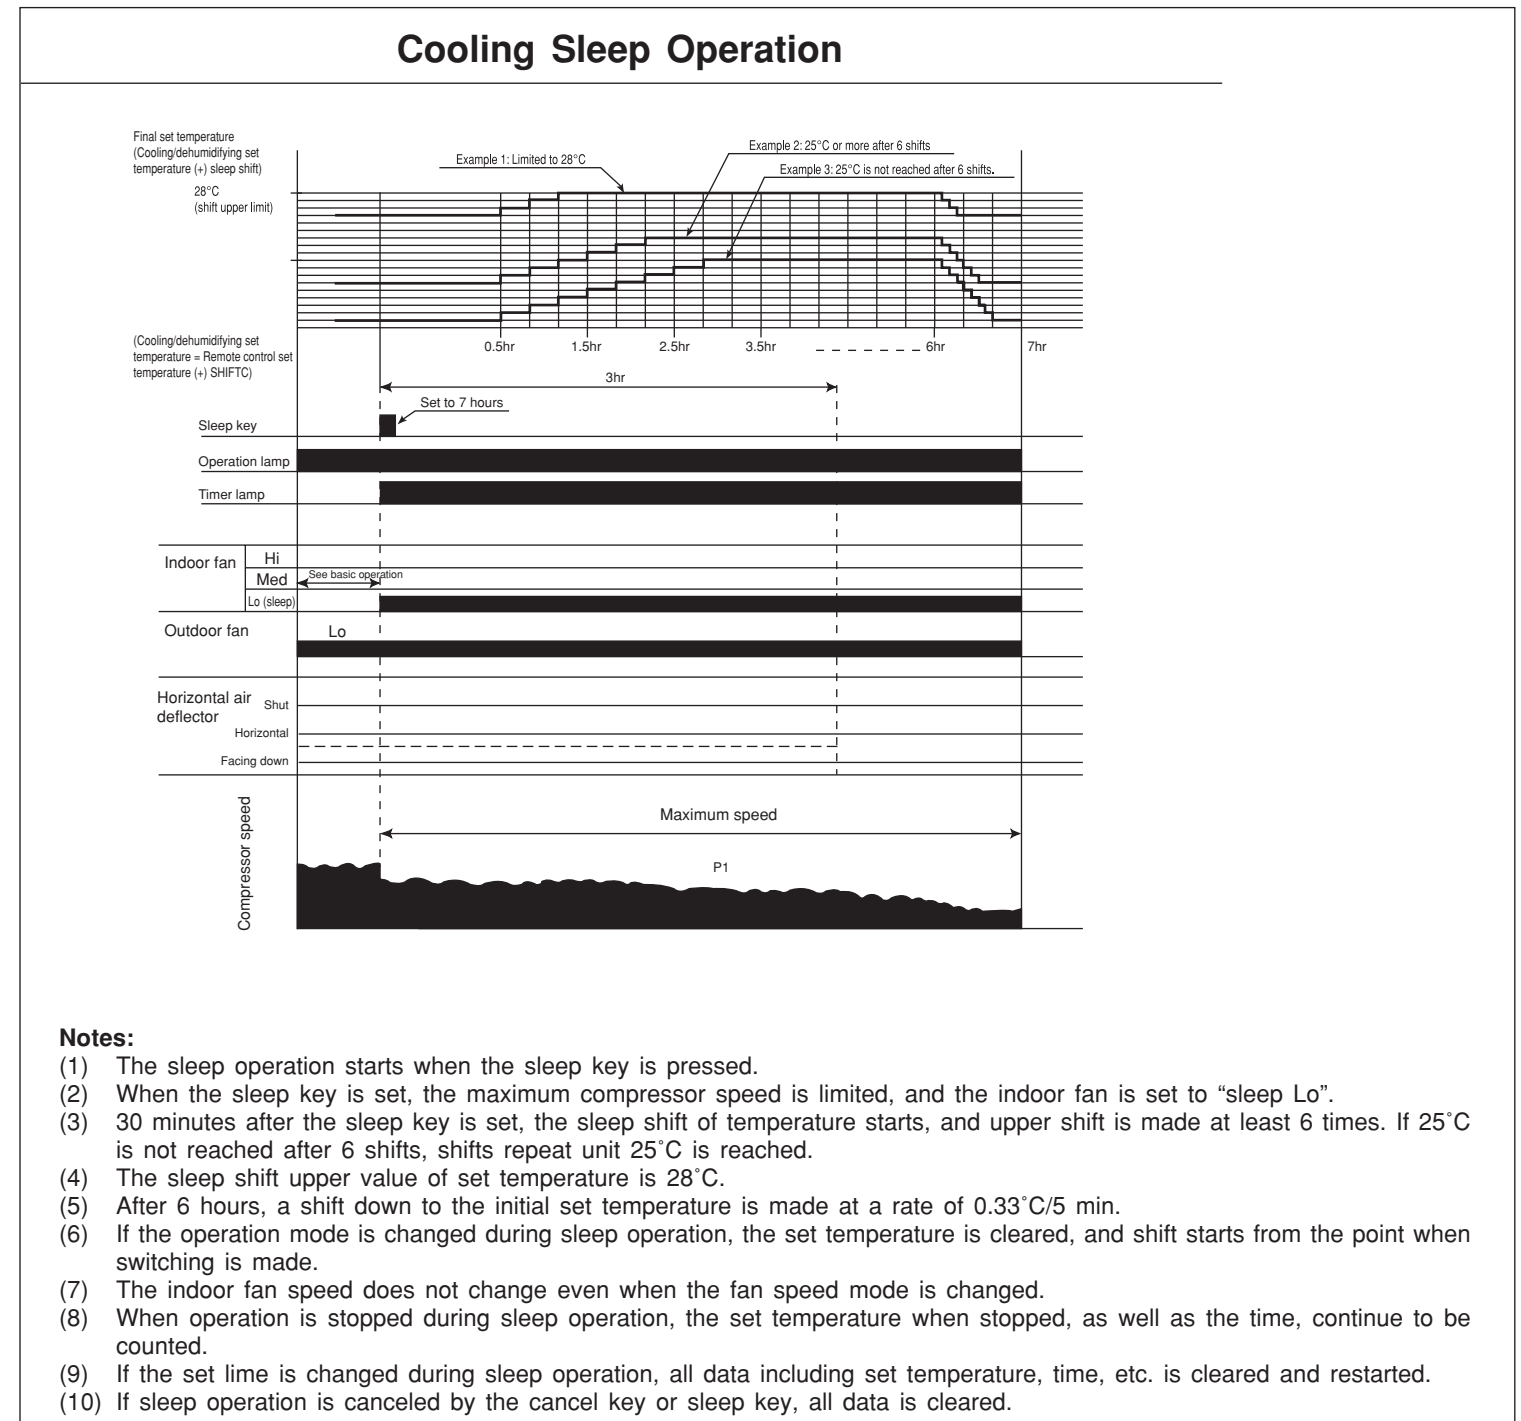 Cooling Sleep Operation
Final set temperature
(Cooling/dehumidifying set
temperature (+) sleep shift)
28°C
(shift upper limit)
Example 1: Limited to 28°C
Example 2: 25°C or more after 6 shifts
Example 3: 25°C is not reached after 6 shifts.
(Cooling/dehumidifying set
temperature = Remote control set
temperature (+) SHIFTC)
0.5hr 1.5hr 2.5hr 3.5hr 6hr 7hr
3hr
Set to 7 hours
Sleep key
Operation lamp
Timer lamp
Indoor fan
Hi
Med
See basic operation
Lo (sleep)
Outdoor fan
Lo
Horizontal air
deflector
Shut
Horizontal
Facing down
Compressor speed
Maximum speed
P1
Notes:
(1) The sleep operation starts when the sleep key is pressed.
(2) When the sleep key is set, the maximum compressor speed is limited, and the indoor fan is set to “sleep Lo”.
(3) 30 minutes after the sleep key is set, the sleep shift of temperature starts, and upper shift is made at least 6 times. If 25˚C
is not reached after 6 shifts, shifts repeat unit 25˚C is reached.
(4) The sleep shift upper value of set temperature is 28˚C.
(5) After 6 hours, a shift down to the initial set temperature is made at a rate of 0.33˚C/5 min.
(6) If the operation mode is changed during sleep operation, the set temperature is cleared, and shift starts from the point when
switching is made.
(7) The indoor fan speed does not change even when the fan speed mode is changed.
(8) When operation is stopped during sleep operation, the set temperature when stopped, as well as the time, continue to be
counted.
(9) If the set lime is changed during sleep operation, all data including set temperature, time, etc. is cleared and restarted.
(10) If sleep operation is canceled by the cancel key or sleep key, all data is cleared.